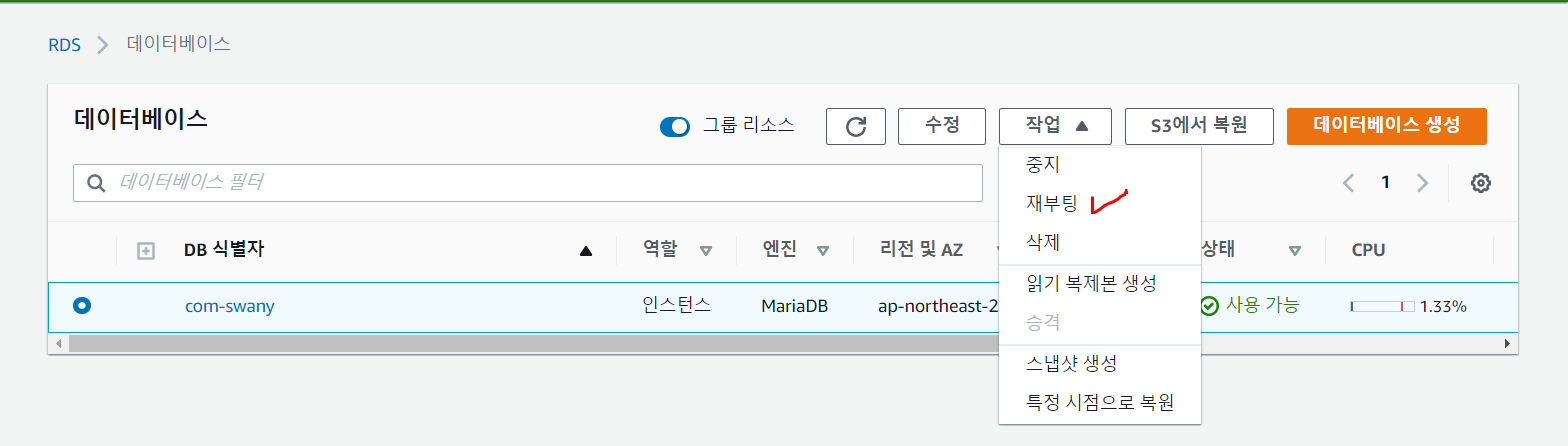 RDS > 데이터베이스
데이터베이스
그룹 리소스
수정
작업
S3에서 복원
데이터베이스 생성
데이터베이스 필터
1
중지
재부팅
삭제
읽기 복제본 생성
승격
스냅샷 생성
특정 시점으로 복원
DB 식별자 역할 엔진 리전 및 AZ 상태 CPU
com-swany 인스턴스 MariaDB ap-northeast-2 사용 가능 1.33%